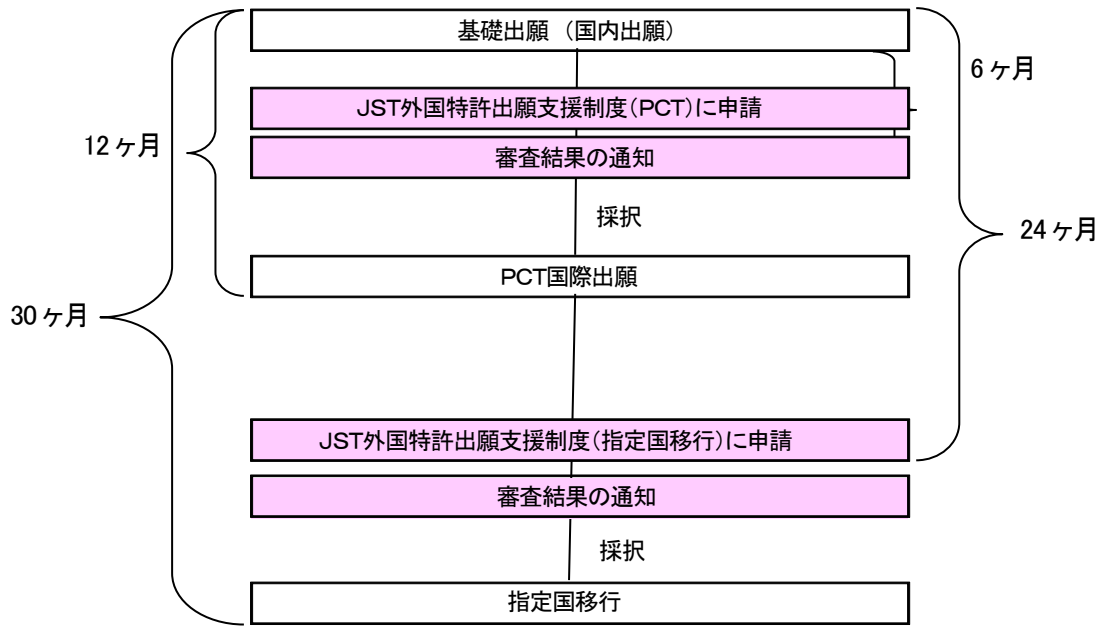 基礎出願 （国内出願）
6ヶ月
JST外国特許出願支援制度（PCT）に申請
12ヶ月
審査結果の通知
採択
24ヶ月
PCT国際出願
30ヶ月
JST外国特許出願支援制度（指定国移行）に申請
審査結果の通知
採択
指定国移行